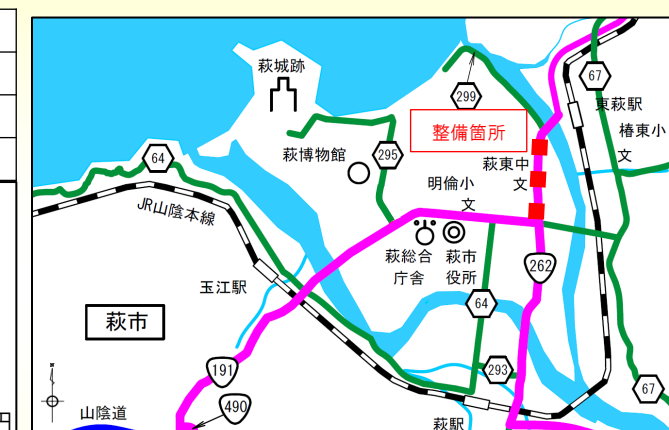 萩城跡
299
67
東萩駅
椿東小
文
整備箇所
萩博物館
295
萩東中
文
64
明倫小
文
JR山陰本線
萩総合
庁舎
萩市
役所
262
玉江駅
64
萩市
191
293
67
490
山陰道
萩駅
円